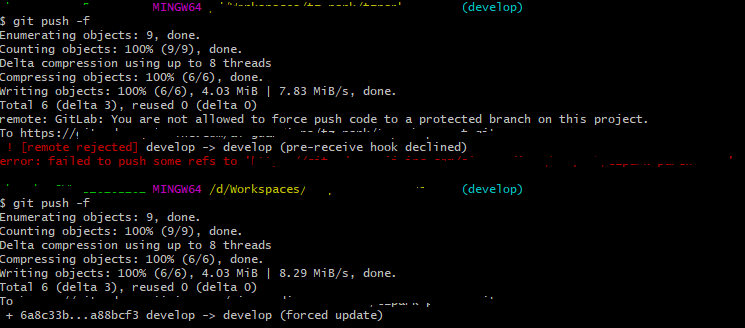 MINGW64 (develop)
$ git push -f
Enumerating objects: 9, done.
Counting objects: 100% (9/9), done.
Delta compression using up to 8 threads
Compressing objects: 100% (6/6), done.
Writing objects: 100% (6/6), 4.03 MiB | 7.83 MiB/s, done.
Total 6 (delta 3), reused 0 (delta 0)
remote: GitLab: You are not allowed to force push code to a protected branch on this project.
To https://
! [remote rejected] develop -> develop (pre-receive hook declined)
error: failed to push some refs to '
MINGW64 /d/Workspaces/ (develop)
$ git push -f
Enumerating objects: 9, done.
Counting objects: 100% (9/9), done.
Delta compression using up to 8 threads
Compressing objects: 100% (6/6), done.
Writing objects: 100% (6/6), 4.03 MiB | 8.29 MiB/s, done.
Total 6 (delta 3), reused 0 (delta 0)
To
+ 6a8c33b...a88bcf3 develop -> develop (forced update)